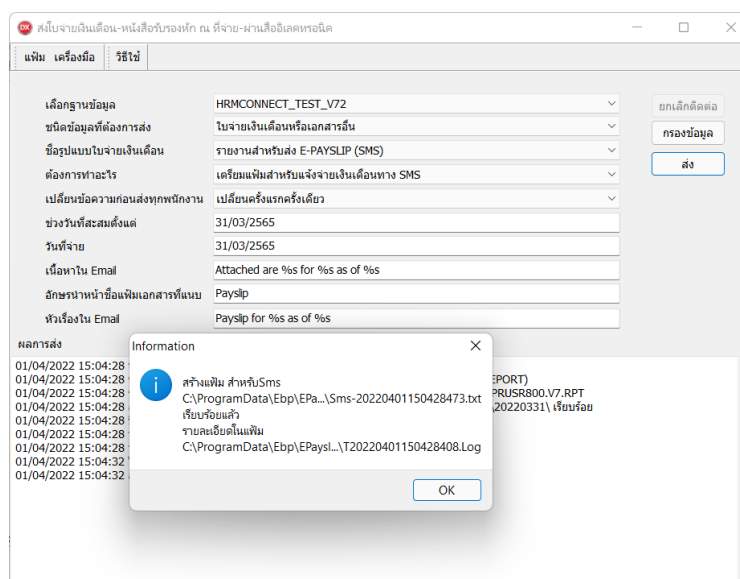 ส่งใบจ่ายเงินเดือน-หนังสือรับรองหัก ณ ที่จ่าย-ผ่านสื่ออิเลคทรอนิค
แฟ้ม เครื่องมือ วิธีใช้
เลือกฐานข้อมูล HRMCONNECT_TEST_V72 ยกเลิกติดต่อ
ชนิดข้อมูลที่ต้องการส่ง ใบจ่ายเงินเดือนหรือเอกสารอื่น กรองข้อมูล
ชื่อรูปแบบใบจ่ายเงินเดือน รายงานสำหรับส่ง E-PAYSLIP (SMS) ส่ง
ต้องการทำอะไร เตรียมแฟ้มสำหรับแจ้งจ่ายเงินเดือนทาง SMS
เปลี่ยนข้อความก่อนส่งทุกพนักงาน เปลี่ยนครั้งแรกครั้งเดียว
ช่วงวันที่สะสมตั้งแต่ 31/03/2565
วันที่จ่าย 31/03/2565
เนื้อหาใน Email Attached are %s for %s as of %s
อักษรนำหน้าชื่อแฟ้มเอกสารที่แนบ Payslip
หัวเรื่องใน Email Payslip for %s as of %s
ผลการส่ง
Information
สร้างแฟ้ม สำหรับSms
C:\ProgramData\Ebp\EPa...\Sms-20220401150428473.txt
เรียบร้อยแล้ว
รายละเอียดในแฟ้ม
C:\ProgramData\Ebp\EPaysl...\T20220401150428408.Log
OK
01/04/2022 15:04:28
01/04/2022 15:04:28 EPORT)
01/04/2022 15:04:28 PRUSR800.V7.RPT
01/04/2022 15:04:28 \20220331\ เรียบร้อย
01/04/2022 15:04:28
01/04/2022 15:04:28
01/04/2022 15:04:28
01/04/2022 15:04:32
01/04/2022 15:04:32